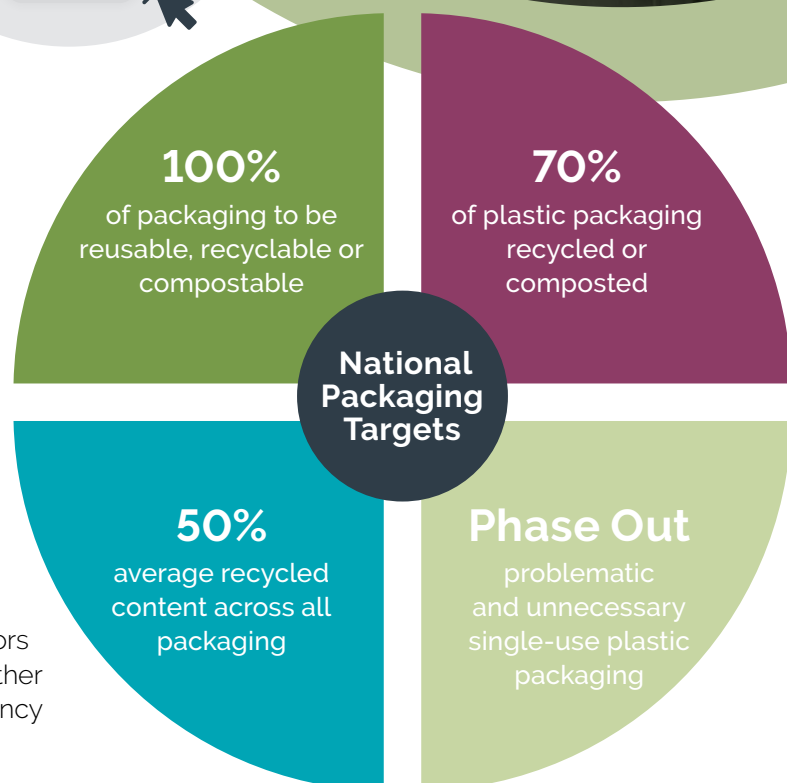 100%
of packaging to be
reusable, recyclable or
compostable
70%
of plastic packaging
recycled or
composted
National
Packaging
Targets
50%
average recycled
content across all
packaging
Phase Out
problematic
and unnecessary
single-use plastic
packaging